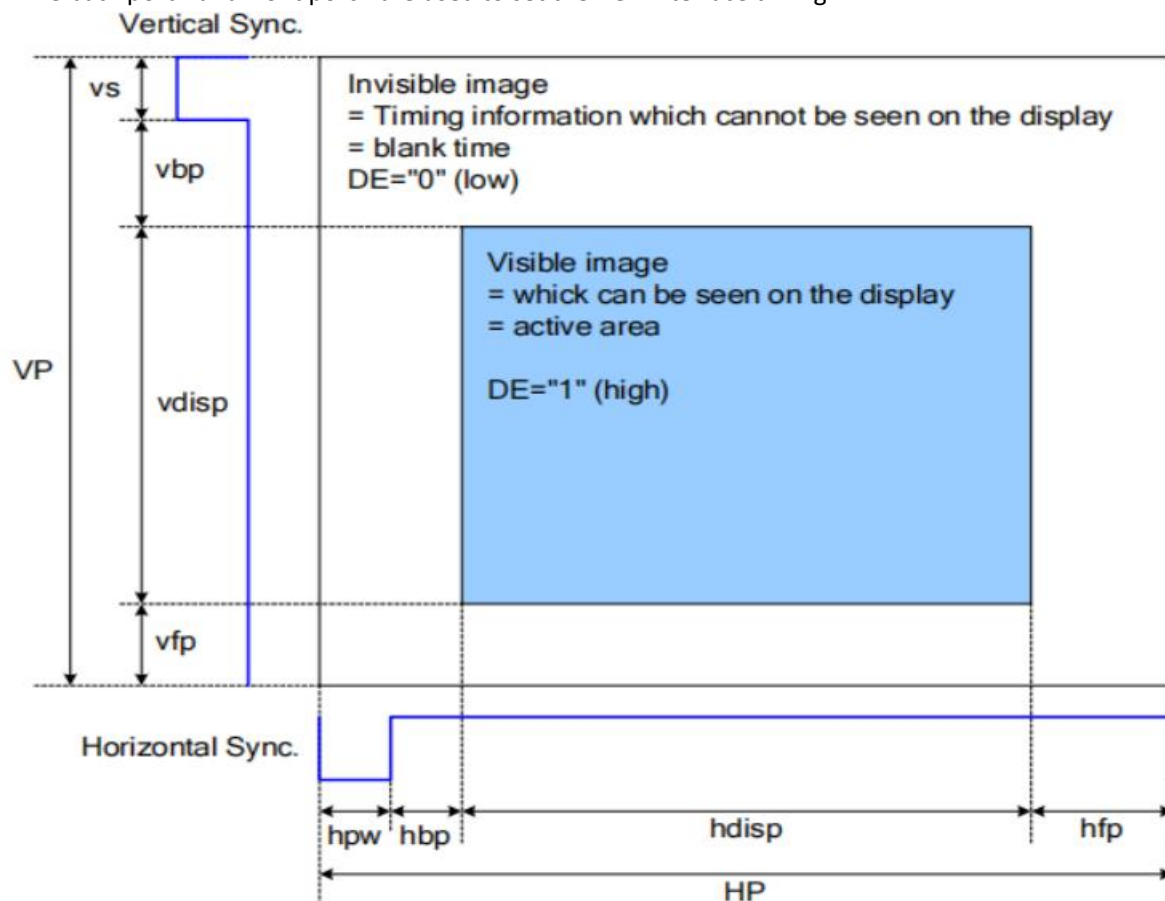 Vertical Sync.
vs
Invisible image
= Timing information which cannot be seen on the display
= blank time
DE="0" (low)
vbp
Visible image
= whick can be seen on the display
= active area
DE="1" (high)
VP
vdisp
vfp
Horizontal Sync.
hpw
hbp
hdisp
hfp
HP